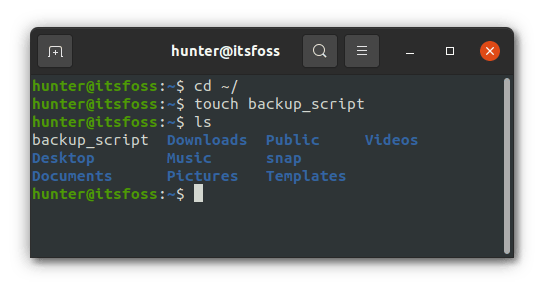 hunter@itsfoss
hunter@itsfoss:~$ cd ~/
hunter@itsfoss:~$ touch backup_script
hunter@itsfoss:~$ ls
backup_script  Downloads  Public     Videos
Desktop        Music      snap
Documents      Pictures   Templates
hunter@itsfoss:~$